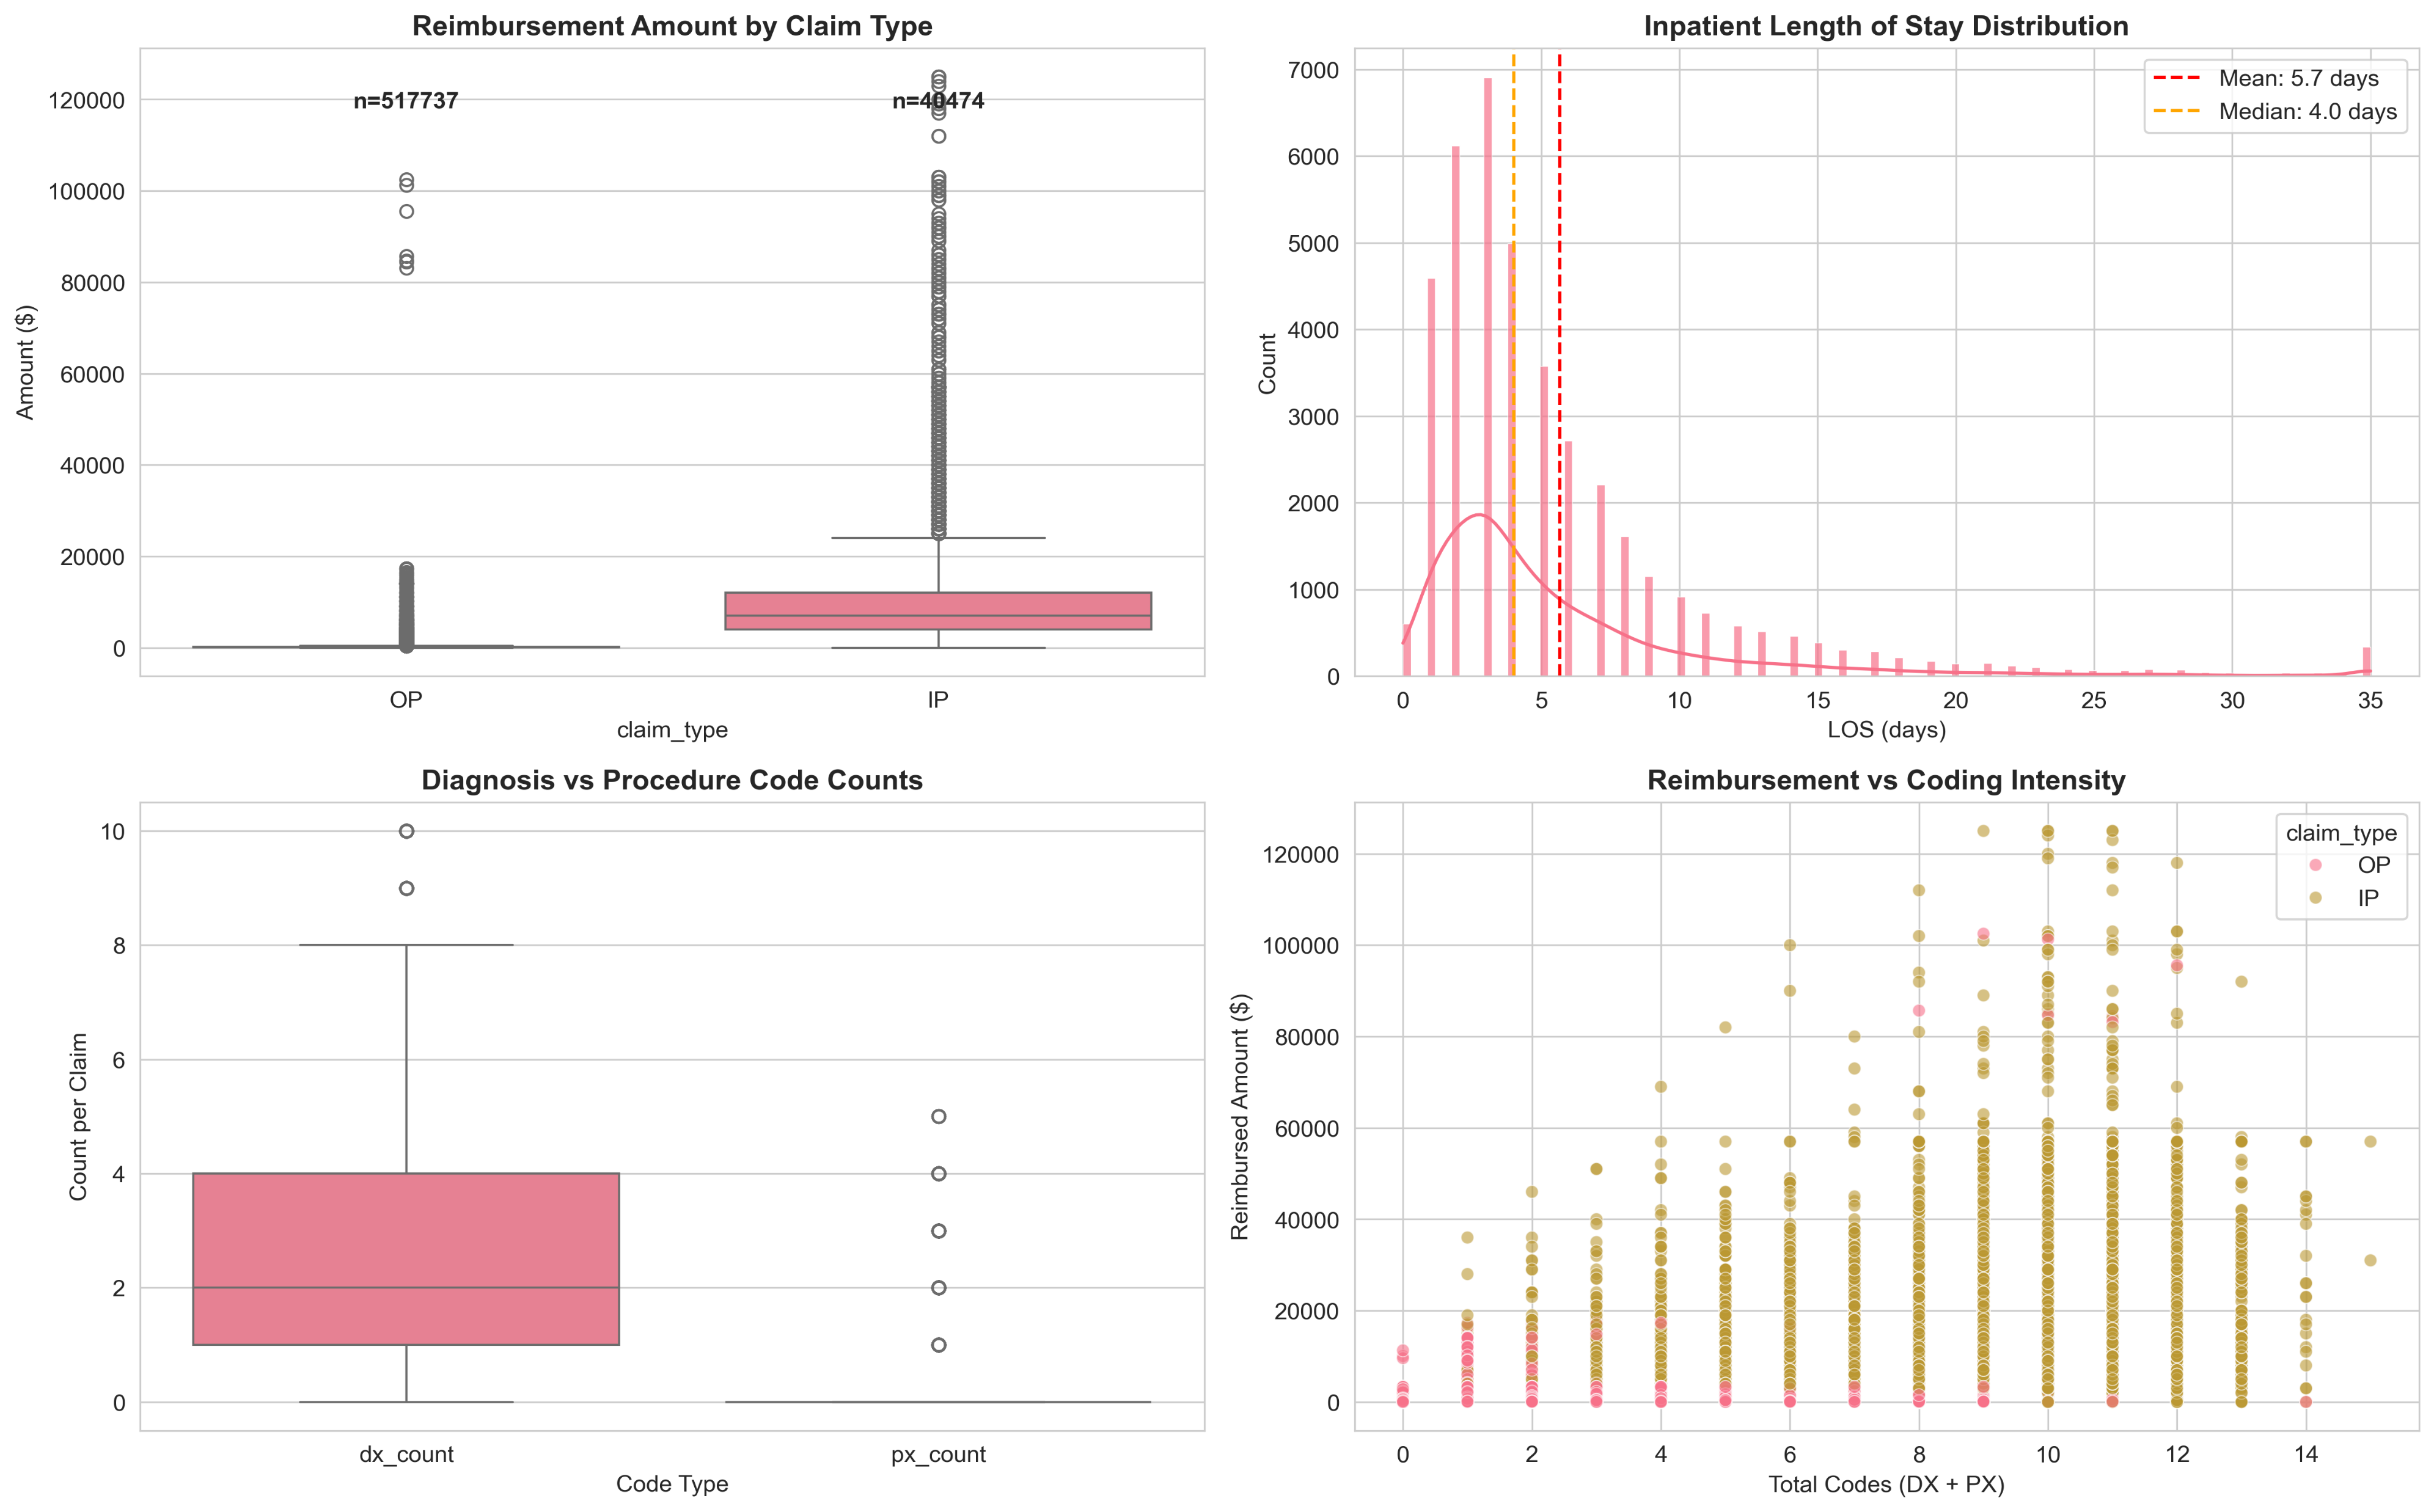 Reimbursement Amount by Claim Type
Amount ($)
120000
100000
80000
60000
40000
20000
0
n=517737
n=40474
OP
IP
claim_type
Inpatient Length of Stay Distribution
Count
7000
6000
5000
4000
3000
2000
1000
0
Mean: 5.7 days
Median: 4.0 days
0 5 10 15 20 25 30 35
LOS (days)
Diagnosis vs Procedure Code Counts
Count per Claim
10
8
6
4
2
0
dx_count
px_count
Code Type
Reimbursement vs Coding Intensity
Reimbursed Amount ($)
120000
100000
80000
60000
40000
20000
0
claim_type
OP
IP
0 2 4 6 8 10 12 14
Total Codes (DX + PX)